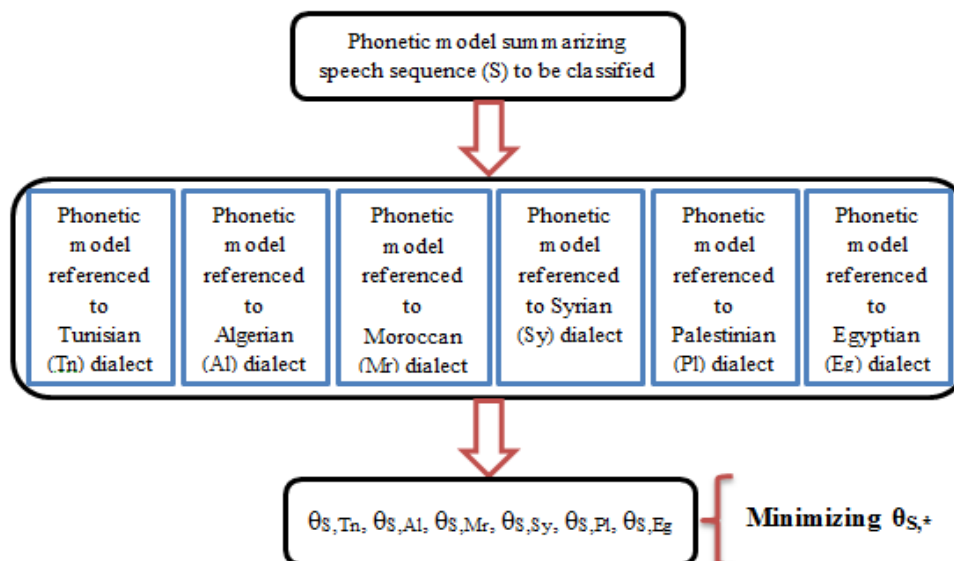 Phonetic model summarizing
speech sequence (S) to be classified
Phonetic
model
referenced
to
Tunisian
(Tn) dialect
Phonetic
model
referenced
to
Algerian
(Al) dialect
Phonetic
model
referenced
to
Moroccan
(Mr) dialect
Phonetic
model
referenced
to Syrian
(Sy) dialect
Phonetic
model
referenced
to
Palestinian
(Pl) dialect
Phonetic
model
referenced
to
Egyptian
(Eg) dialect
θS,Tn, θS,Al, θS,Mr, θS,Sy, θS,Pl, θS,Eg
Minimizing θS,*